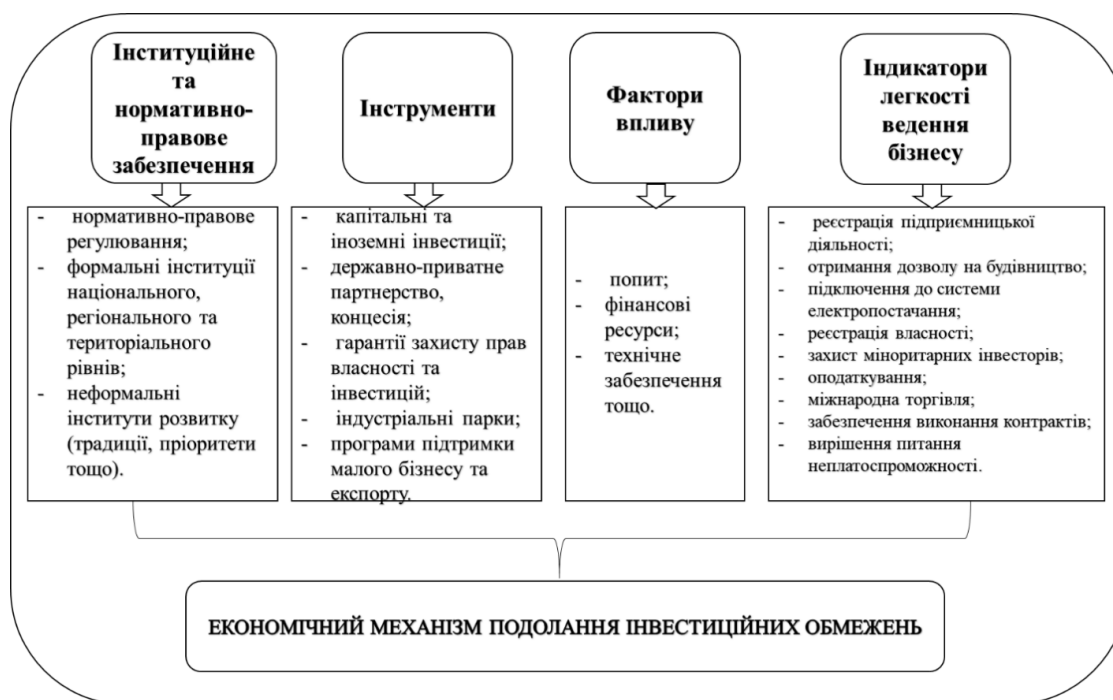 Інституційне
та
нормативно-
правове
забезпечення
- нормативно-правове
регулювання;
- формальні інституції
національного,
регіонального та
територіального
рівнів;
- неформальні
інститути розвитку
(традиції, пріоритети
тощо).
Інструменти
- капітальні та
іноземні інвестиції;
- державно-приватне
партнерство,
концесія;
- гарантії захисту прав
власності та
інвестицій;
- індустріальні парки;
- програми підтримки
малого бізнесу та
експорту.
Фактори
впливу
- попит;
- фінансові
ресурси;
- технічне
забезпечення
тощо.
Індикатори
легкості
ведення
бізнесу
- реєстрація підприємницької
діяльності;
- отримання дозволу на будівництво;
- підключення до системи
електропостачання;
- реєстрація власності;
- захист міноритарних інвесторів;
- оподаткування;
- міжнародна торгівля;
- забезпечення виконання контрактів;
- вирішення питання
неплатоспроможності.
ЕКОНОМІЧНИЙ МЕХАНІЗМ ПОДОЛАННЯ ІНВЕСТИЦІЙНИХ ОБМЕЖЕНЬ